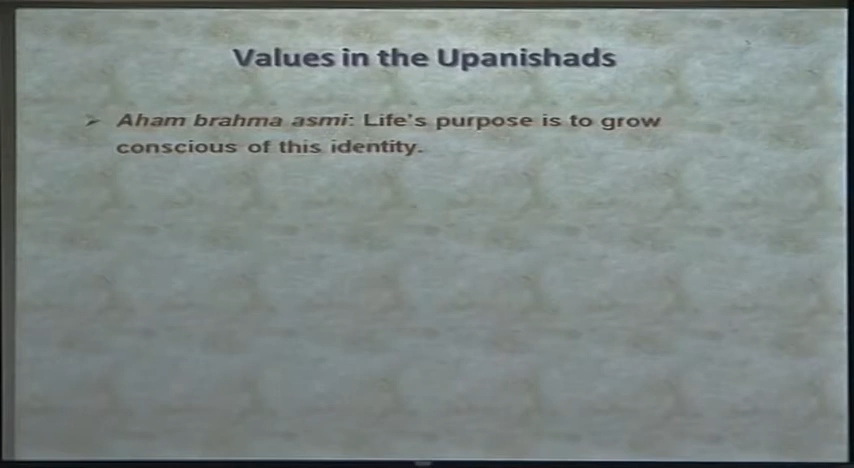 Values in the Upanishads
➢ Aham brahma asmi: Life's purpose is to grow
conscious of this identity.